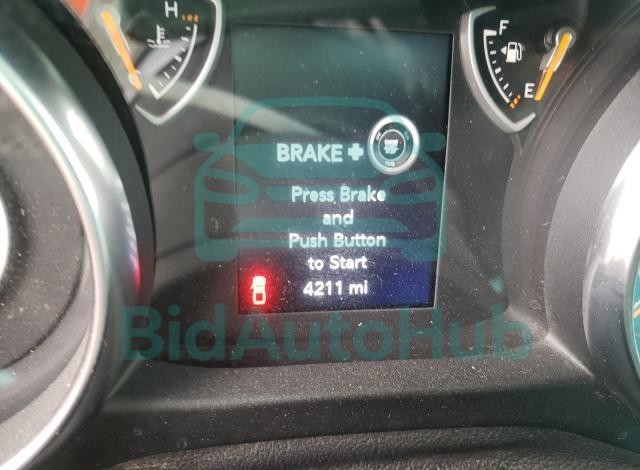 H
F
E
BRAKE +
Press Brake
and
Push Button
to Start
4211 mi
BidAutoHub